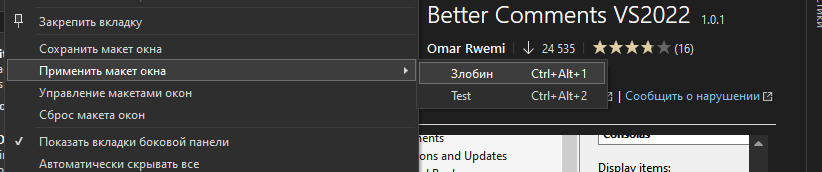 Закрепить вкладку
Сохранить макет окна
Применить макет окна
Управление макетами окон
Сброс макета окон
Показать вкладки боковой панели
Автоматически скрывать все
Злобин Ctrl+Alt+1
Test Ctrl+Alt+2
Better Comments VS2022 1.0.1
Omar Rwemi 24 535 (16)
| Сообщить о нарушении
Consolas
ons and Updates
Display items: